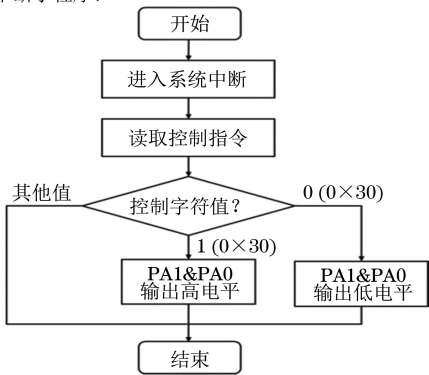 开始
进入系统中断
读取控制指令
其他值
控制字符值?
0 (0×30)
1 (0×30)
PA1&PA0
输出高电平
PA1&PA0
输出低电平
结束